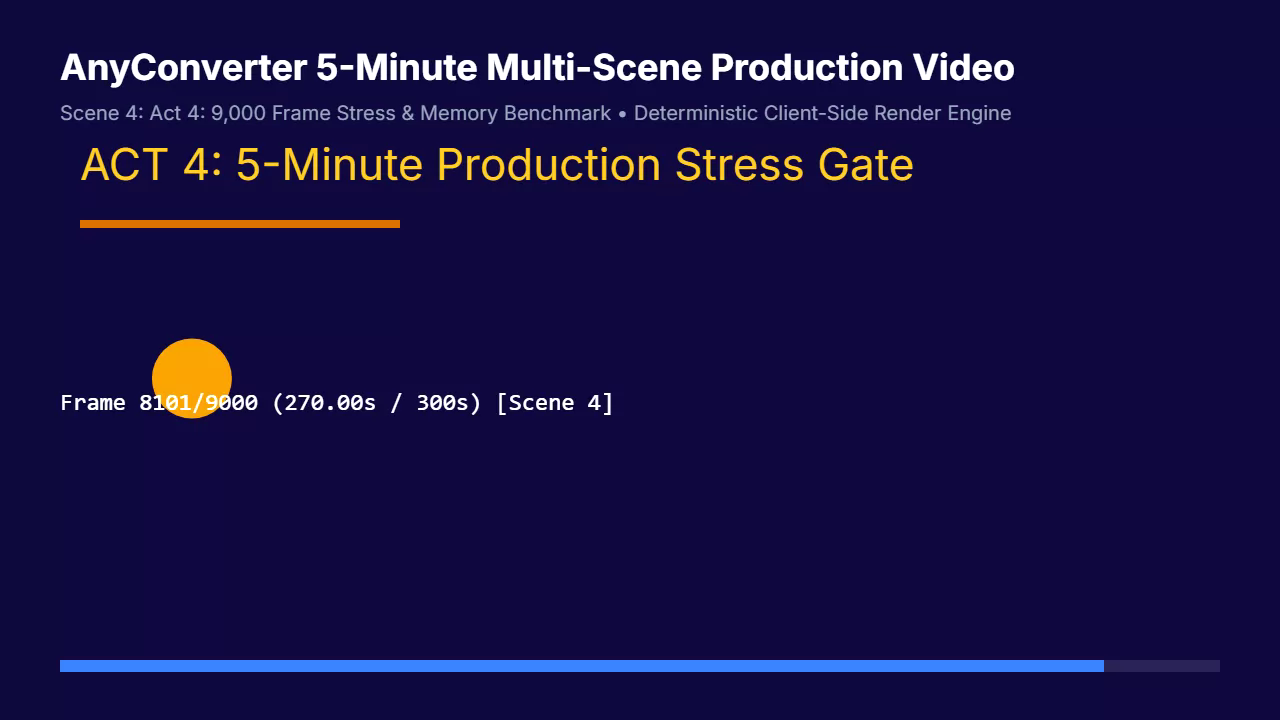 AnyConverter 5-Minute Multi-Scene Production Video
Scene 4: Act 4: 9,000 Frame Stress & Memory Benchmark • Deterministic Client-Side Render Engine
ACT 4: 5-Minute Production Stress Gate
Frame 8101/9000 (270.00s / 300s) [Scene 4]